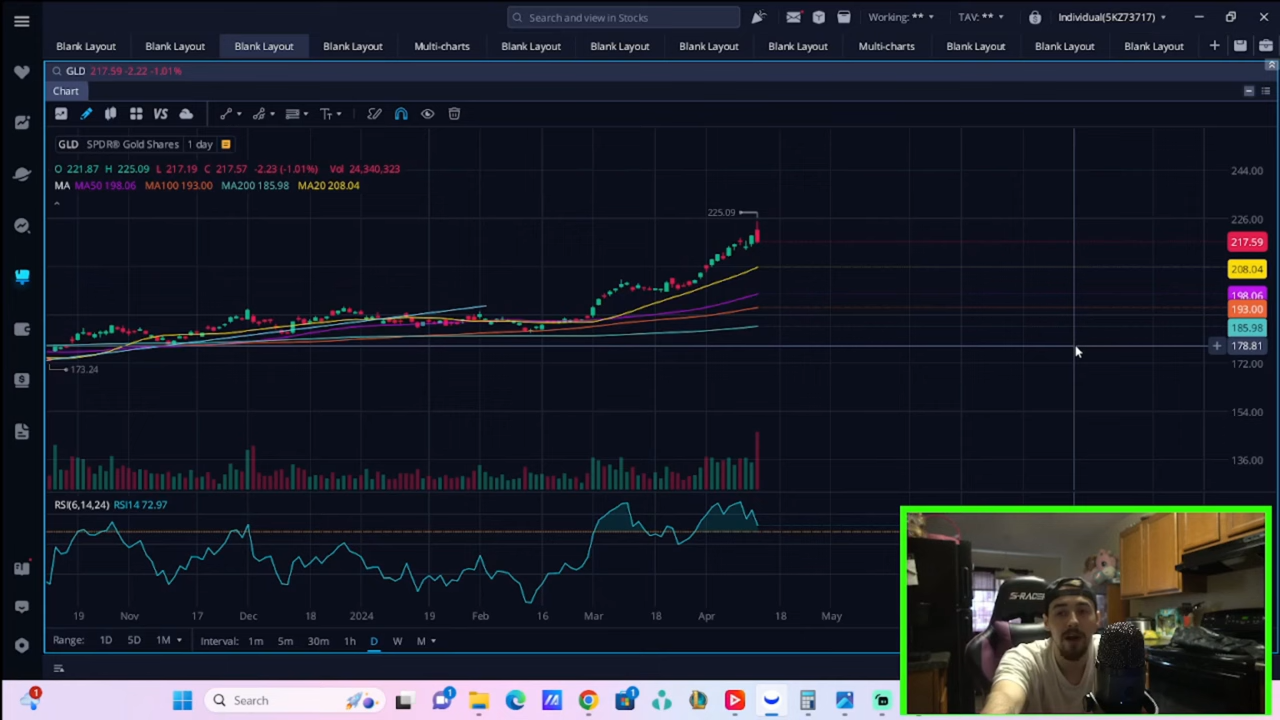 Search and view in Stocks
Working: **
TAV: **
Individual(5KZ73717)
Blank Layout
Blank Layout
Blank Layout
Blank Layout
Multi-charts
Blank Layout
Blank Layout
Blank Layout
Blank Layout
Multi-charts
Blank Layout
Blank Layout
Blank Layout
GLD 217.59 -2.22 -1.01%
Chart
VS
Tт
GLD SPDR® Gold Shares 1 day
O 221.87 H 225.09 L 217.19 C 217.57 -2.23 (-1.01%) Vol 24,340,323
MA MA50 198.06 MA100 193.00 MA200 185.98 MA20 208.04
244.00
225.09
226.00
217.59
208.04
198.06
193.00
185.98
178.81
173.24
172.00
154.00
136.00
RSI(6,14,24) RSI14 72.97
S-RACER
19 Nov 17 Dec 18 2024 19 Feb 16 Mar 18 Apr 18 May
Range: 1D 5D 1M Interval: 1m 5m 30m 1h D W M
1
Search
1
1